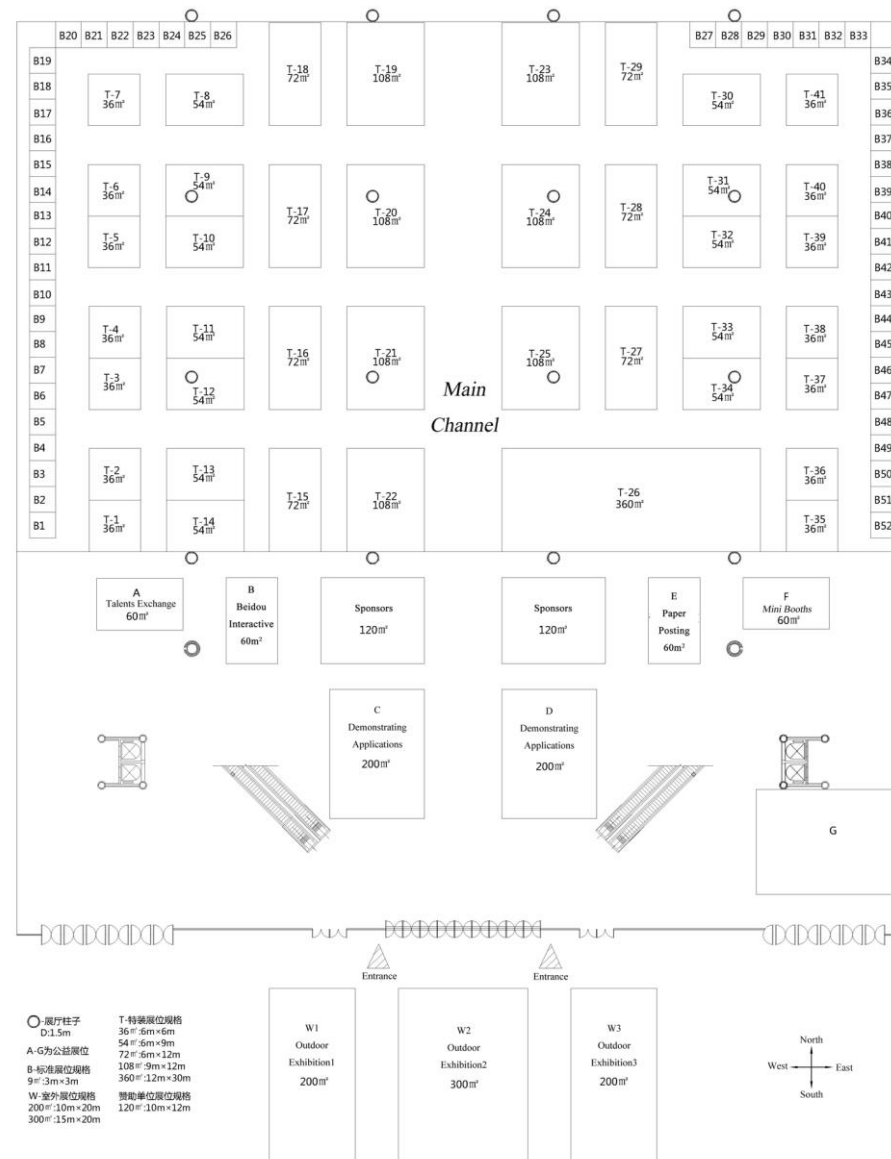 B20 B21 B22 B23 B24 B25 B26
B27 B28 B29 B30 B31 B32 B33
B19
B18
B17
B16
B15
B14
B13
B12
B11
B10
B9
B8
B7
B6
B5
B4
B3
B2
B1
T-7
36㎡
T-8
54㎡
T-18
72㎡
T-19
108㎡
T-23
108㎡
T-29
72㎡
T-30
54㎡
T-41
36㎡
T-6
36㎡
T-9
54㎡
T-5
36㎡
T-10
54㎡
T-17
72㎡
T-20
108㎡
T-24
108㎡
T-28
72㎡
T-31
54㎡
T-32
54㎡
T-40
36㎡
T-39
36㎡
T-4
36㎡
T-11
54㎡
T-3
36㎡
T-12
54㎡
T-16
72㎡
T-21
108㎡
T-25
108㎡
T-27
72㎡
T-33
54㎡
T-34
54㎡
T-38
36㎡
T-37
36㎡
Main
Channel
T-2
36㎡
T-13
54㎡
T-1
36㎡
T-14
54㎡
T-15
72㎡
T-22
108㎡
T-26
360㎡
T-36
36㎡
T-35
36㎡
B34
B35
B36
B37
B38
B39
B40
B41
B42
B43
B44
B45
B46
B47
B48
B49
B50
B51
B52
A
Talents Exchange
60㎡
B
Beidou
Interactive
60m²
Sponsors
120㎡
Sponsors
120㎡
E
Paper
Posting
60m²
F
Mini Booths
60㎡
C
Demonstrating
Applications
200㎡
D
Demonstrating
Applications
200㎡
G
Entrance
Entrance
W1
Outdoor
Exhibition1
200㎡
W2
Outdoor
Exhibition2
300㎡
W3
Outdoor
Exhibition3
200㎡
-展厅柱子
D:1.5m
A-G为公益展位
B-标准展位规格
9㎡:3m×3m
W-室外展位规格
200㎡:10m×20m
300㎡:15m×20m
T-特装展位规格
36㎡:6m×6m
54㎡:6m×9m
72㎡:6m×12m
108㎡:9m×12m
360㎡:12m×30m
赞助单位展位规格
120㎡:10m×12m
North
West
East
South